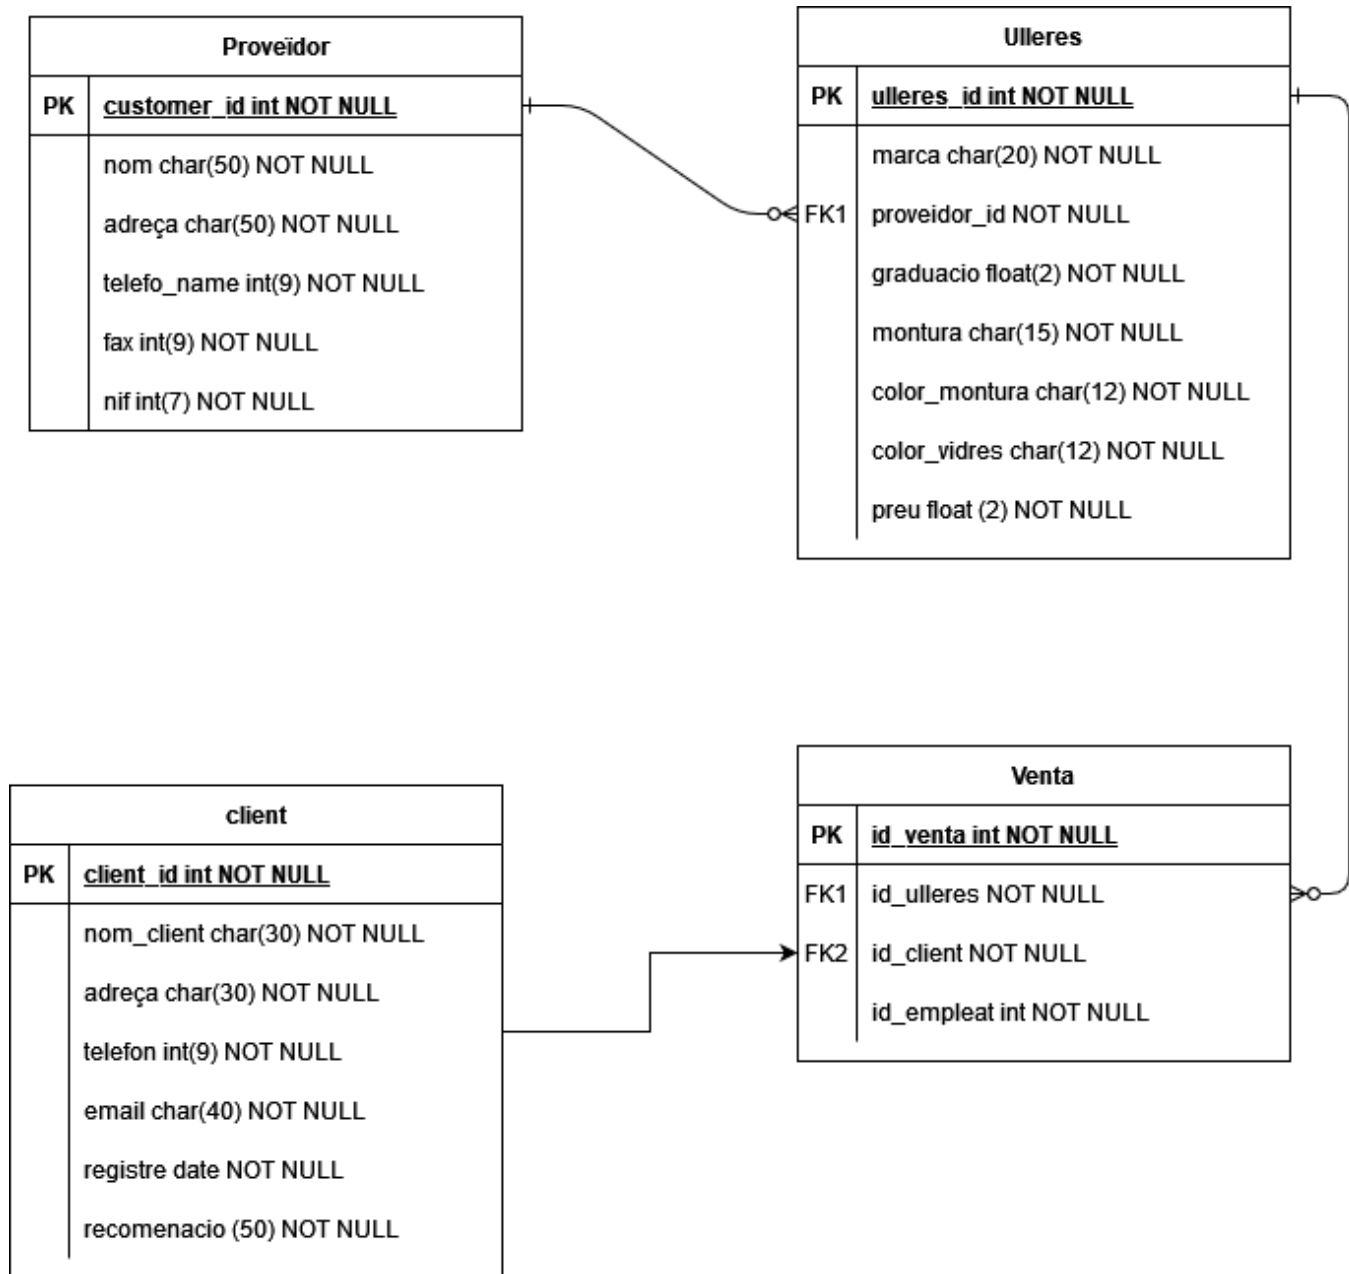 Proveïdor
PK customer_id int NOT NULL
nom char(50) NOT NULL
adreça char(50) NOT NULL
telefo_name int(9) NOT NULL
fax int(9) NOT NULL
nif int(7) NOT NULL
Ulleres
PK ulleres_id int NOT NULL
marca char(20) NOT NULL
FK1 proveidor_id NOT NULL
graduacio float(2) NOT NULL
montura char(15) NOT NULL
color_montura char(12) NOT NULL
color_vidres char(12) NOT NULL
preu float (2) NOT NULL
client
PK client_id int NOT NULL
nom_client char(30) NOT NULL
adreça char(30) NOT NULL
telefon int(9) NOT NULL
email char(40) NOT NULL
registre date NOT NULL
recomenacio (50) NOT NULL
Venta
PK id_venta int NOT NULL
FK1 id_ulleres NOT NULL
FK2 id_client NOT NULL
id_empleat int NOT NULL